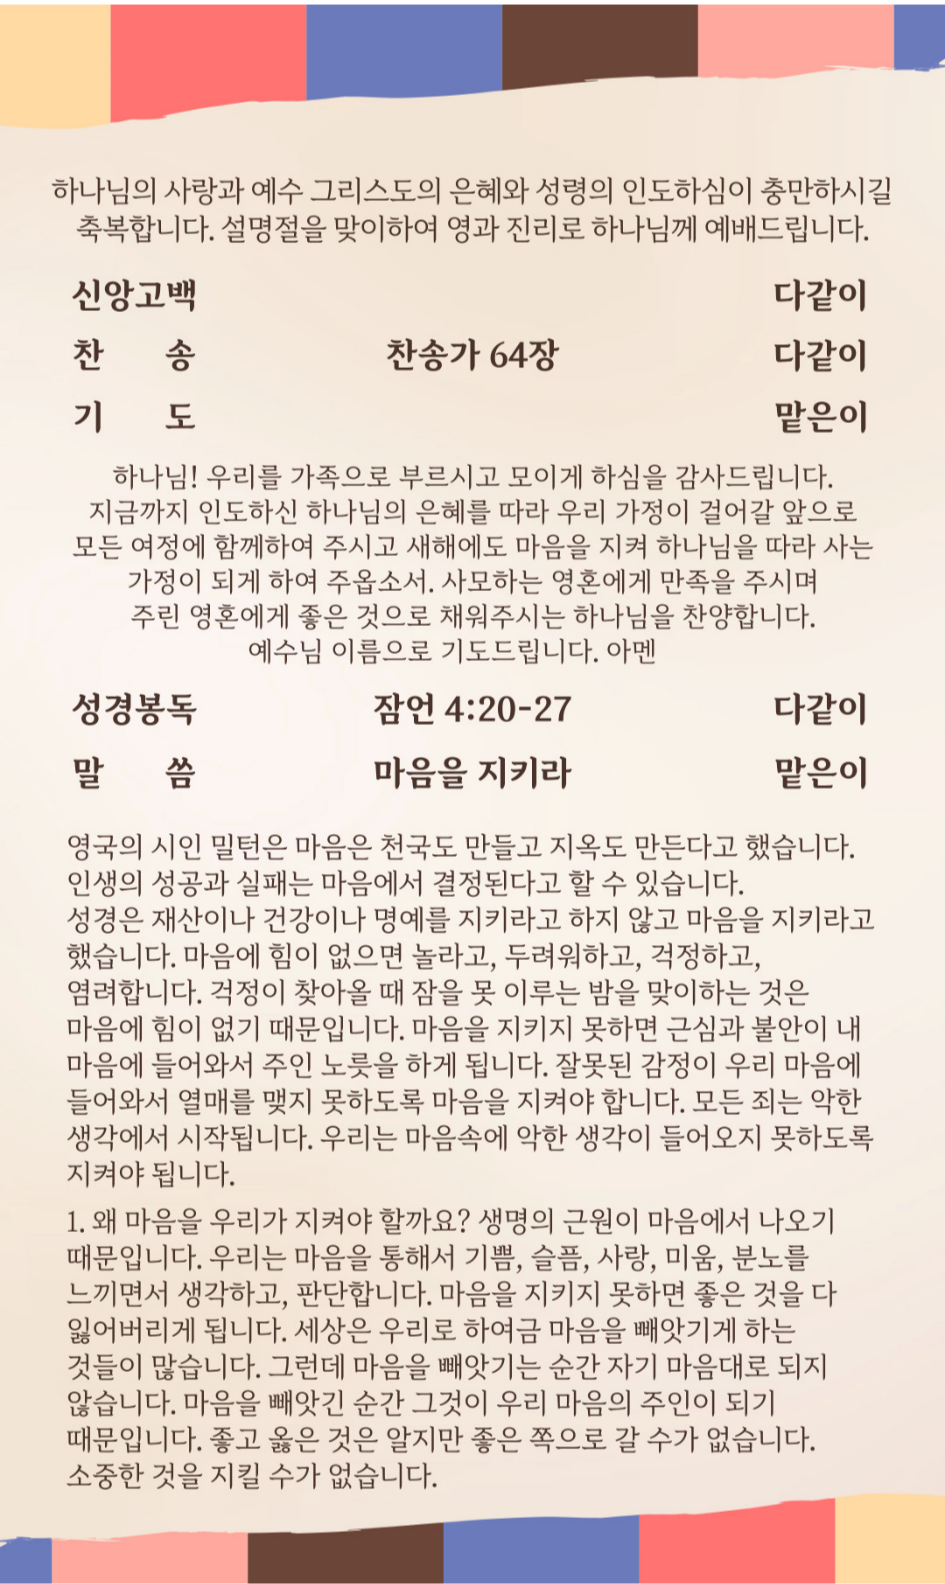 하나님의 사랑과 예수 그리스도의 은혜와 성령의 인도하심이 충만하시길
축복합니다. 설명절을 맞이하여 영과 진리로 하나님께 예배드립니다.
신앙고백 다같이
찬 송 찬송가 64장 다같이
기 도 맡은이
하나님! 우리를 가족으로 부르시고 모이게 하심을 감사드립니다.
지금까지 인도하신 하나님의 은혜를 따라 우리 가정이 걸어갈 앞으로
모든 여정에 함께하여 주시고 새해에도 마음을 지켜 하나님을 따라 사는
가정이 되게 하여 주옵소서. 사모하는 영혼에게 만족을 주시며
주린 영혼에게 좋은 것으로 채워주시는 하나님을 찬양합니다.
예수님 이름으로 기도드립니다. 아멘
성경봉독 잠언 4:20-27 다같이
말 씀 마음을 지키라 맡은이
영국의 시인 밀턴은 마음은 천국도 만들고 지옥도 만든다고 했습니다.
인생의 성공과 실패는 마음에서 결정된다고 할 수 있습니다.
성경은 재산이나 건강이나 명예를 지키라고 하지 않고 마음을 지키라고
했습니다. 마음에 힘이 없으면 놀라고, 두려워하고, 걱정하고,
염려합니다. 걱정이 찾아올 때 잠을 못 이루는 밤을 맞이하는 것은
마음에 힘이 없기 때문입니다. 마음을 지키지 못하면 근심과 불안이 내
마음에 들어와서 주인 노릇을 하게 됩니다. 잘못된 감정이 우리 마음에
들어와서 열매를 맺지 못하도록 마음을 지켜야 합니다. 모든 죄는 악한
생각에서 시작됩니다. 우리는 마음속에 악한 생각이 들어오지 못하도록
지켜야 됩니다.
1. 왜 마음을 우리가 지켜야 할까요? 생명의 근원이 마음에서 나오기
때문입니다. 우리는 마음을 통해서 기쁨, 슬픔, 사랑, 미움, 분노를
느끼면서 생각하고, 판단합니다. 마음을 지키지 못하면 좋은 것을 다
잃어버리게 됩니다. 세상은 우리로 하여금 마음을 빼앗기게 하는
것들이 많습니다. 그런데 마음을 빼앗기는 순간 자기 마음대로 되지
않습니다. 마음을 빼앗긴 순간 그것이 우리 마음의 주인이 되기
때문입니다. 좋고 옳은 것은 알지만 좋은 쪽으로 갈 수가 없습니다.
소중한 것을 지킬 수가 없습니다.